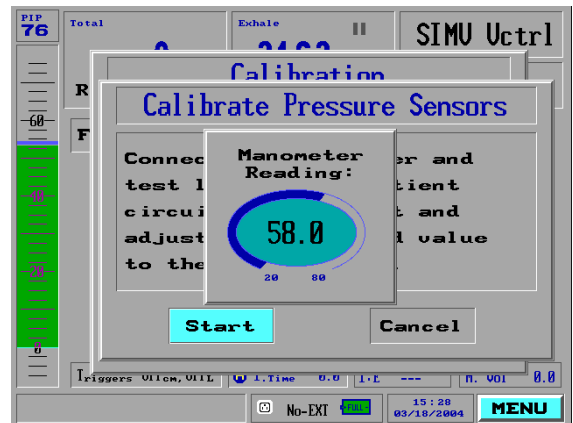 PIP
76
Total
Exhale
SIMV Vctrl
Calibration
Calibrate Pressure Sensors
60
40
20
0
R
F
Connec
er and
test l
tient
circui
t and
adjust
d value
to the
Manometer
Reading:
58.0
20 80
Start
Cancel
Triggers
I.Time 0.0
I:E ---
M. Vol 0.0
No-EXT
FULL
15:28
03/18/2004
MENU